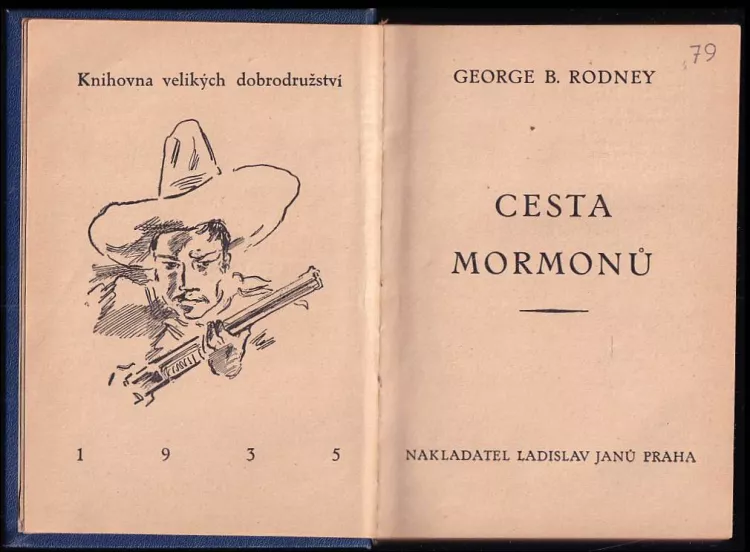 Knihovna velikých dobrodružství
1 9 3 5
79
GEORGE B. RODNEY
CESTA
MORMONŮ
NAKLADATEL LADISLAV JANŮ PRAHA